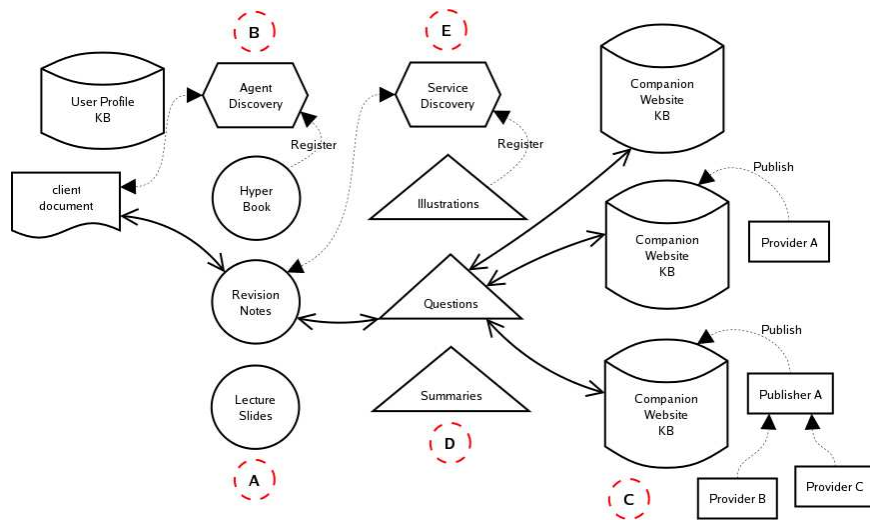 B
E
User Profile
KB
Agent
Discovery
Service
Discovery
Companion
Website
KB
Register
Register
Publish
client
document
Hyper
Book
Illustrations
Companion
Website
KB
Provider A
Revision
Notes
Questions
Publish
Lecture
Slides
Summaries
Companion
Website
KB
Publisher A
A
D
C
Provider B
Provider C